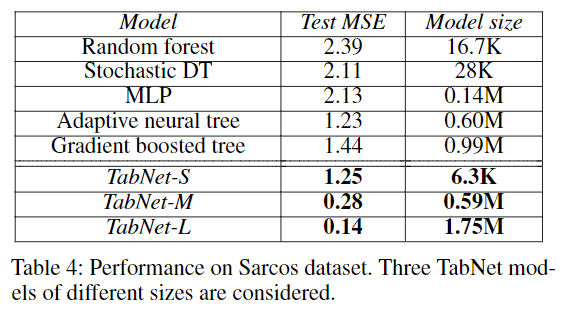 Model Test MSE Model size
Random forest 2.39 16.7K
Stochastic DT 2.11 28K
MLP 2.13 0.14M
Adaptive neural tree 1.23 0.60M
Gradient boosted tree 1.44 0.99M
TabNet-S 1.25 6.3K
TabNet-M 0.28 0.59M
TabNet-L 0.14 1.75M
Table 4: Performance on Sarcos dataset. Three TabNet mod-
els of different sizes are considered.